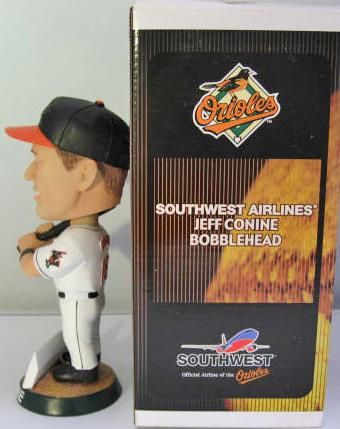 Orioles
SOUTHWEST AIRLINES®
JEFF CONINE
BOBBLEHEAD
SOUTHWEST®
Official Airline of the Orioles
E